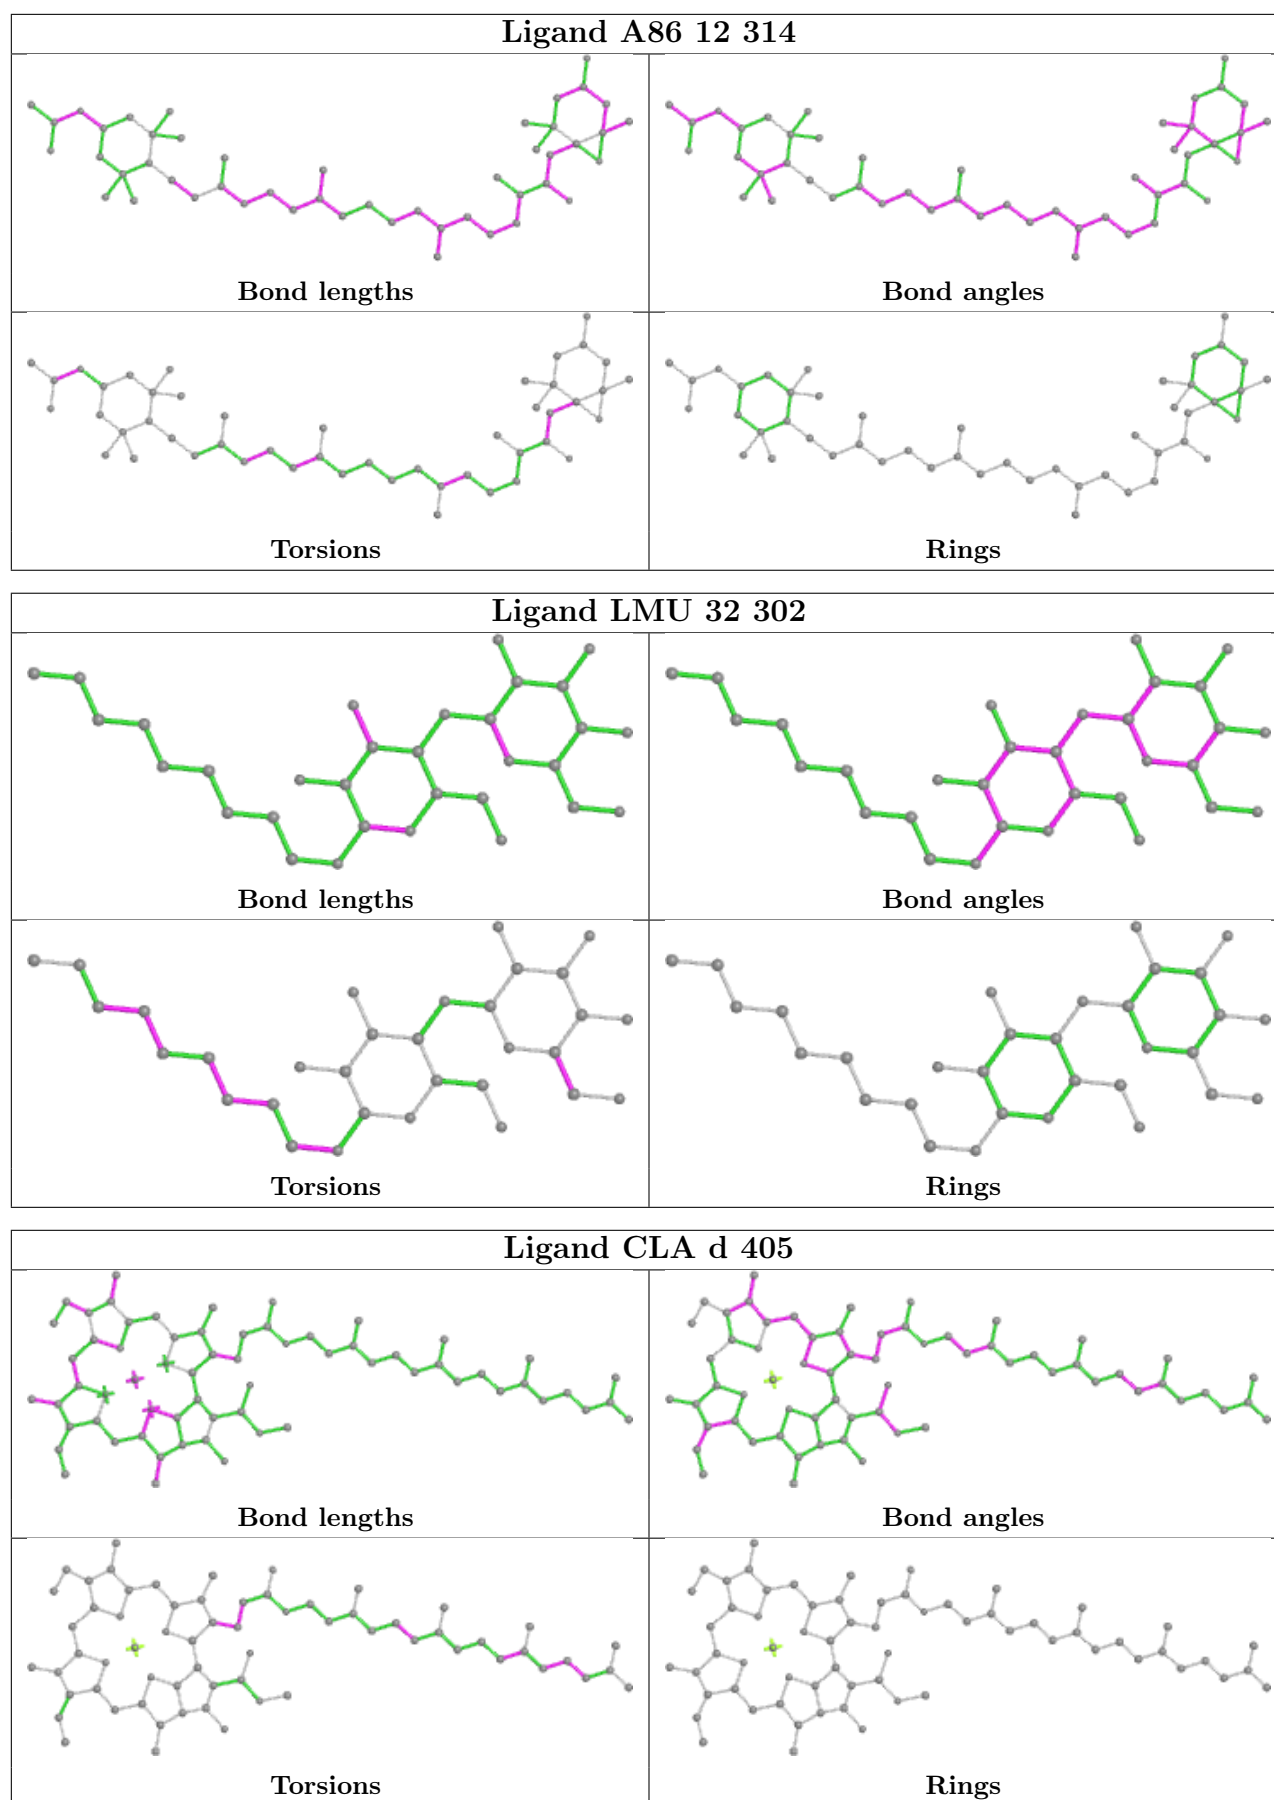 Ligand A86 12 314
Bond lengths
Bond angles
Torsions
Rings
Ligand LMU 32 302
Bond lengths
Bond angles
Torsions
Rings
Ligand CLA d 405
Bond lengths
Bond angles
Torsions
Rings